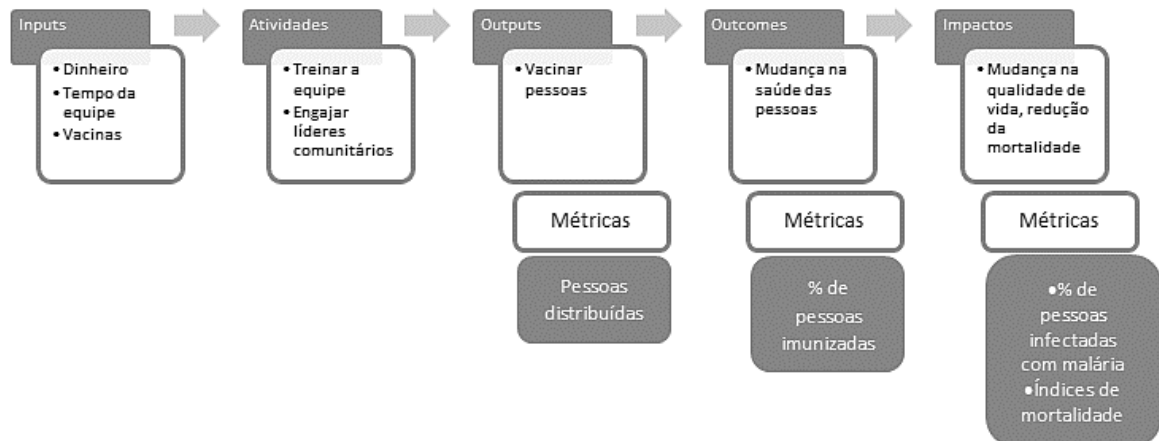 Inputs
• Dinheiro
• Tempo da
equipe
• Vacinas
Atividades
• Treinar a
equipe
• Engajar
líderes
comunitários
Outputs
• Vacinar
pessoas
Métricas
Pessoas
distribuídas
Outcomes
• Mudança na
saúde das
pessoas
Métricas
% de
pessoas
imunizadas
Impactos
• Mudança na
qualidade de
vida, redução
da
mortalidade
Métricas
•% de
pessoas
infectadas
com malária
•Índices de
mortalidade